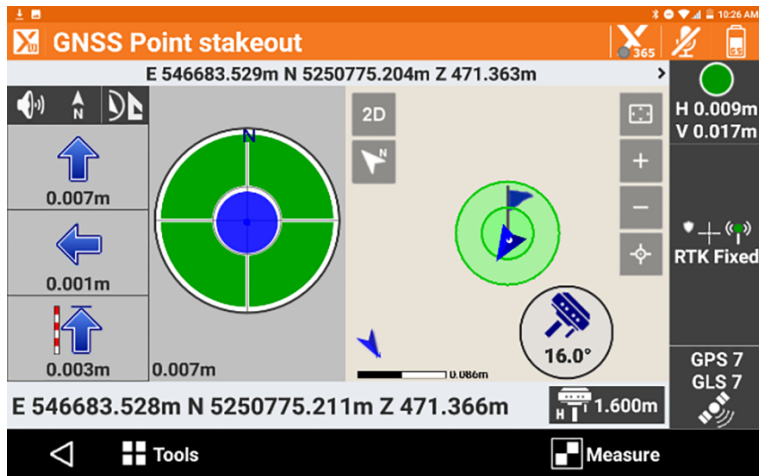 10:26 AM
GNSS Point stakeout
365
E 546683.529m N 5250775.204m Z 471.363m >
N
0.007m
0.001m
0.003m
N
0.007m
2D
N
16.0°
0.086m
H 0.009m
V 0.017m
RTK Fixed
GPS 7
GLS 7
E 546683.528m N 5250775.211m Z 471.366m
H 1.600m
Tools
Measure